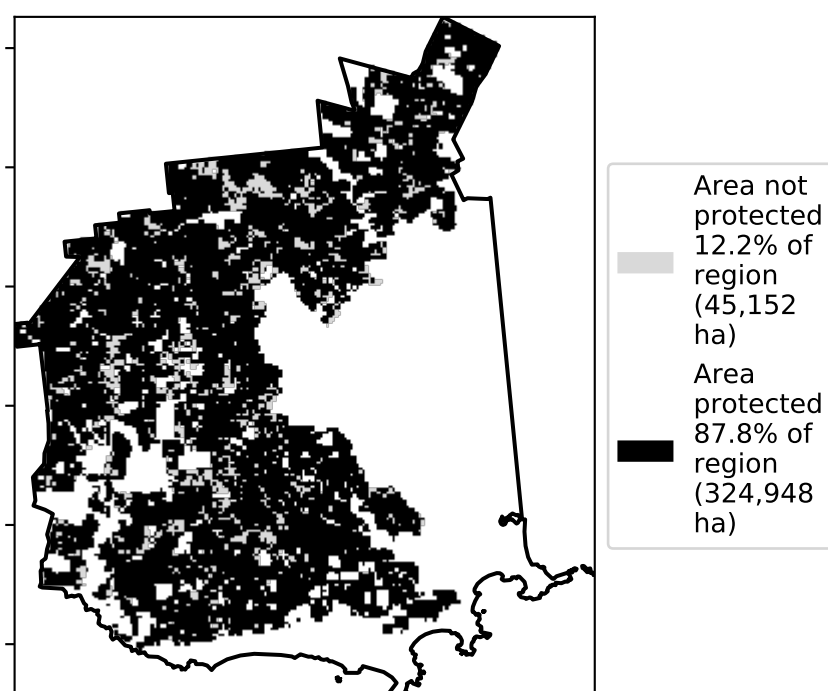 Area not
protected
12.2% of
region
(45,152
ha)
Area
protected
87.8% of
region
(324,948
ha)